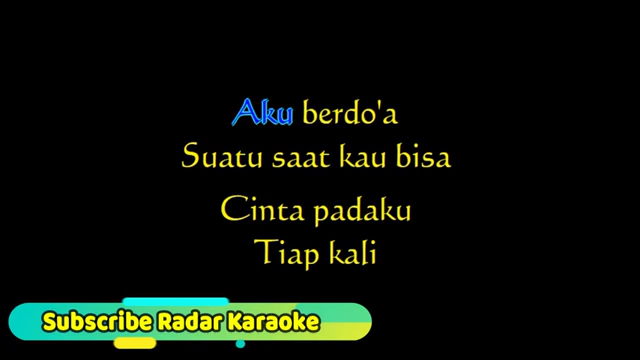 Aku berdo'a
Suatu saat kau bisa
Cinta padaku
Tiap kali
Subscribe Radar Karaoke